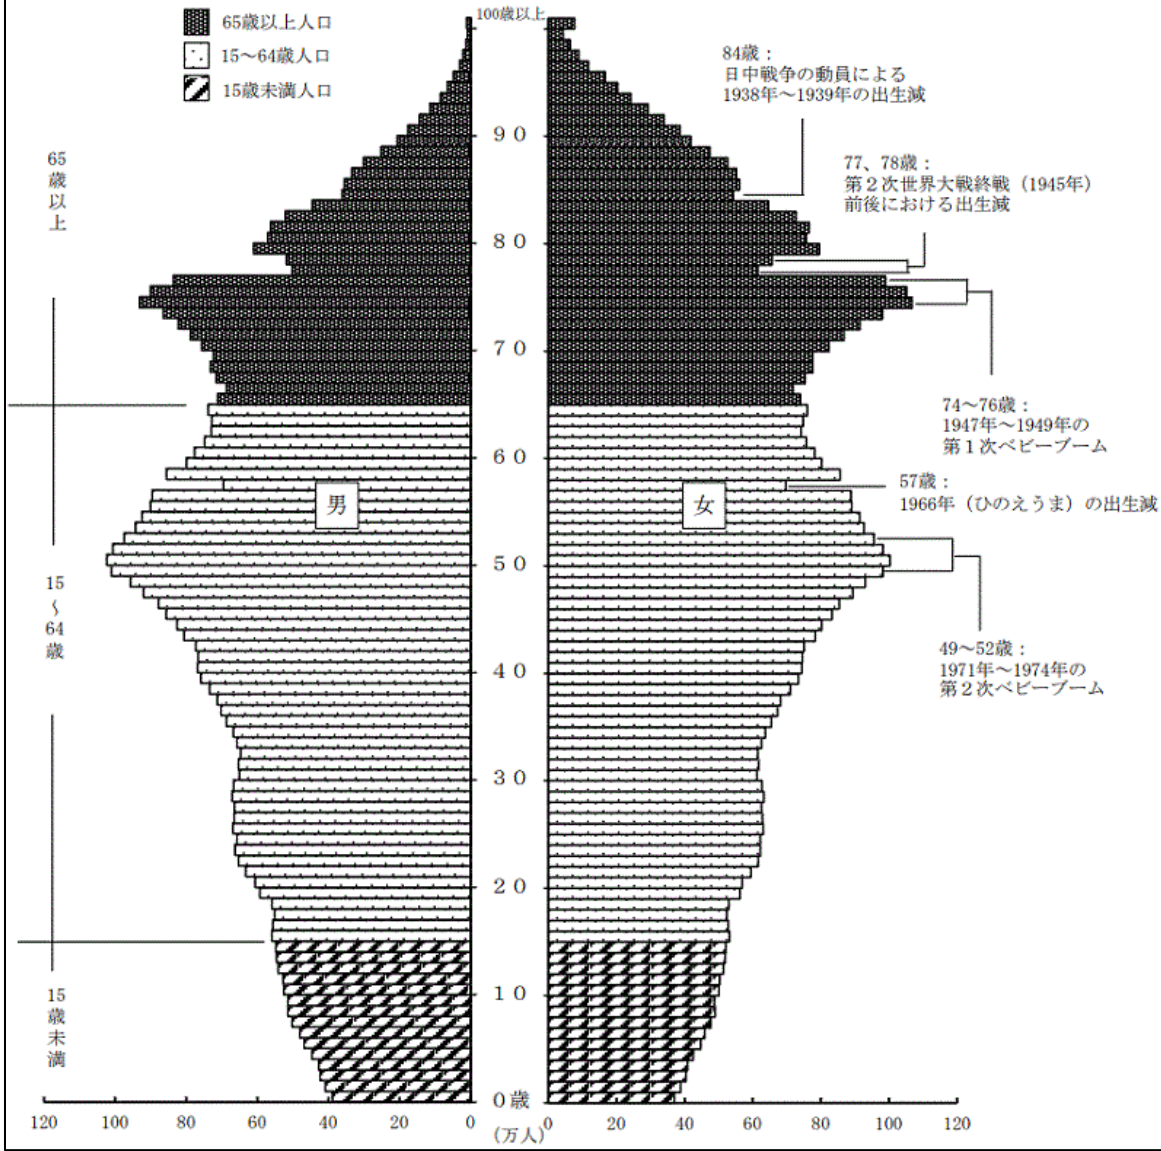 65歳以上人口
15～64歳人口
15歳未満人口
100歳以上
90
80
70
60
50
40
30
20
10
0歳
65歳以上
15～64歳
15歳未満
男
女
84歳：
日中戦争の動員による
1938年～1939年の出生減
77、78歳：
第２次世界大戦終戦（1945年）
前後における出生減
74～76歳：
1947年～1949年の
第１次ベビーブーム
57歳：
1966年（ひのえうま）の出生減
49～52歳：
1971年～1974年の
第２次ベビーブーム
120 100 80 60 40 20 0 (万人) 0 20 40 60 80 100 120